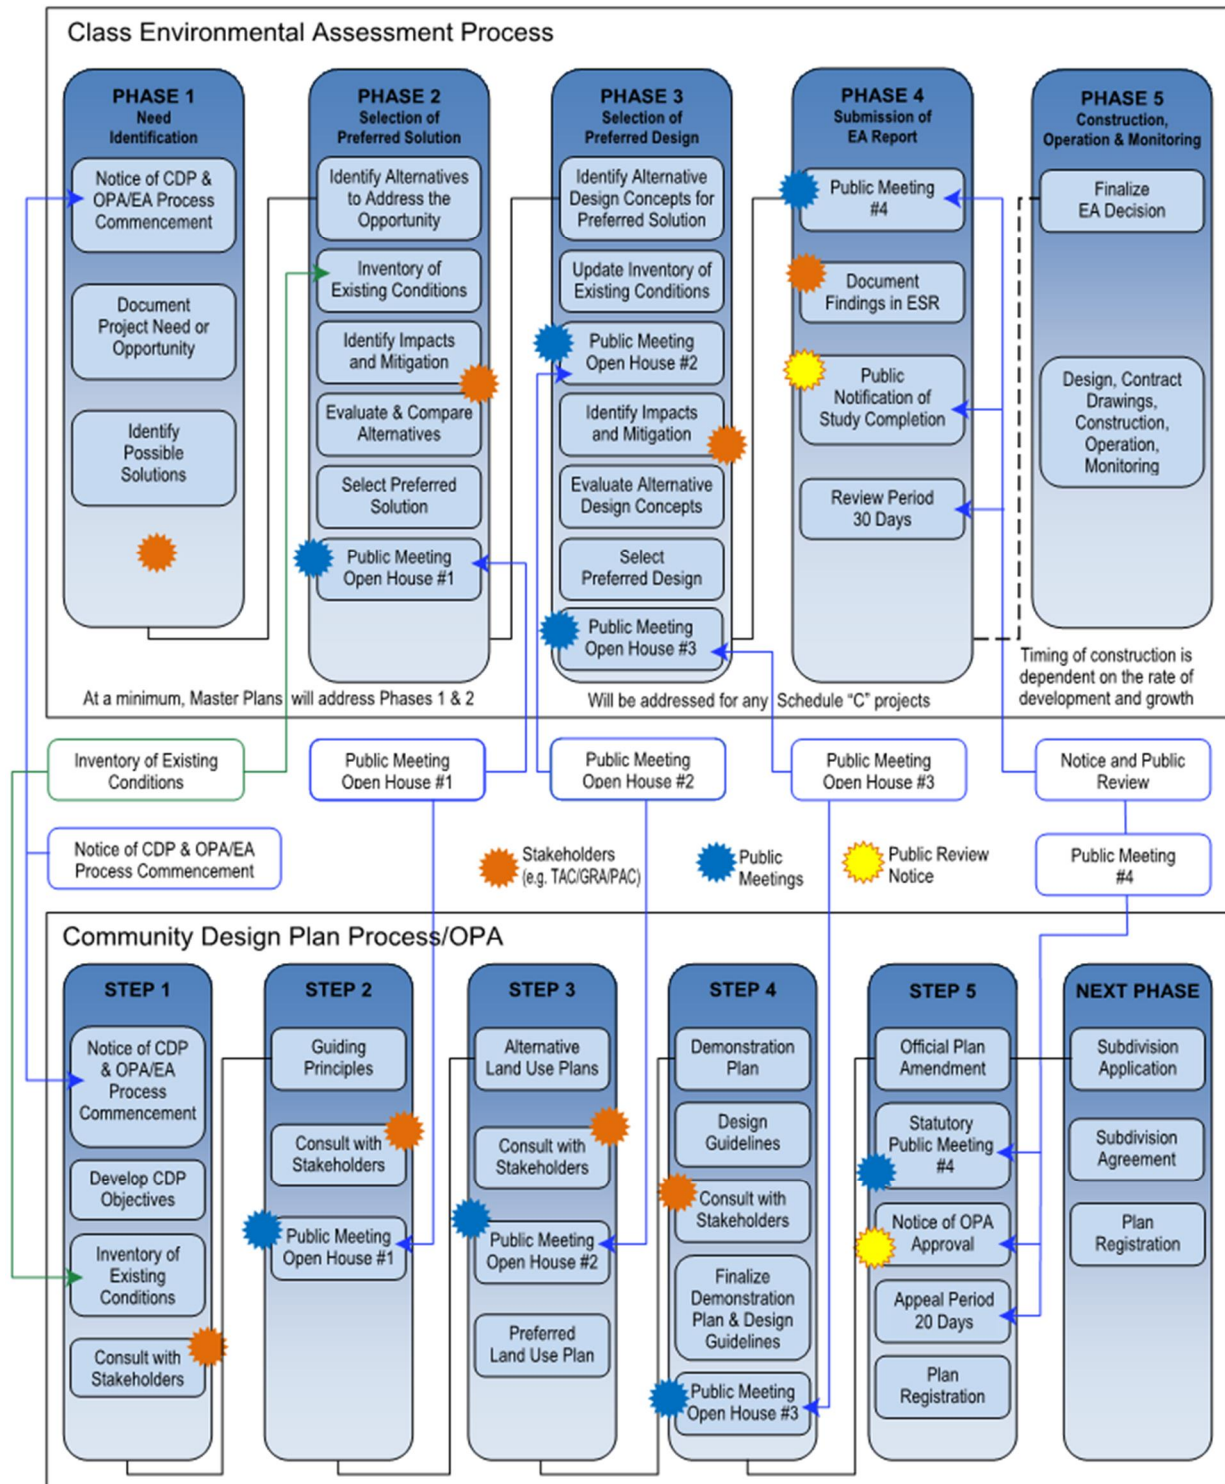 Class Environmental Assessment Process
PHASE 1
Need
Identification
Notice of CDP &
OPA/EA Process
Commencement
Document
Project Need or
Opportunity
Identify
Possible
Solutions
PHASE 2
Selection of
Preferred Solution
Identify Alternatives
to Address the
Opportunity
Inventory of
Existing Conditions
Identify Impacts
and Mitigation
Evaluate & Compare
Alternatives
Select Preferred
Solution
Public Meeting
Open House #1
PHASE 3
Selection of
Preferred Design
Identify Alternative
Design Concepts for
Preferred Solution
Update Inventory of
Existing Conditions
Public Meeting
Open House #2
Identify Impacts
and Mitigation
Evaluate Alternative
Design Concepts
Select
Preferred Design
Public Meeting
Open House #3
PHASE 4
Submission of
EA Report
Public Meeting
#4
Document
Findings in ESR
Public
Notification of
Study Completion
Review Period
30 Days
PHASE 5
Construction,
Operation & Monitoring
Finalize
EA Decision
Design, Contract
Drawings,
Construction,
Operation,
Monitoring
At a minimum, Master Plans will address Phases 1 & 2
Will be addressed for any Schedule “C” projects
Timing of construction is
dependent on the rate of
development and growth
Inventory of Existing
Conditions
Public Meeting
Open House #1
Public Meeting
Open House #2
Public Meeting
Open House #3
Notice and Public
Review
Notice of CDP & OPA/EA
Process Commencement
Stakeholders
(e.g. TAC/GRA/PAC)
Public
Meetings
Public Review
Notice
Public Meeting
#4
Community Design Plan Process/OPA
STEP 1
Notice of CDP
& OPA/EA
Process
Commencement
Develop CDP
Objectives
Inventory of
Existing
Conditions
Consult with
Stakeholders
STEP 2
Guiding
Principles
Consult with
Stakeholders
Public Meeting
Open House #1
STEP 3
Alternative
Land Use Plans
Consult with
Stakeholders
Public Meeting
Open House #2
Preferred
Land Use Plan
STEP 4
Demonstration
Plan
Design
Guidelines
Consult with
Stakeholders
Finalize
Demonstration
Plan & Design
Guidelines
Public Meeting
Open House #3
STEP 5
Official Plan
Amendment
Statutory
Public Meeting
#4
Notice of OPA
Approval
Appeal Period
20 Days
Plan
Registration
NEXT PHASE
Subdivision
Application
Subdivision
Agreement
Plan
Registration